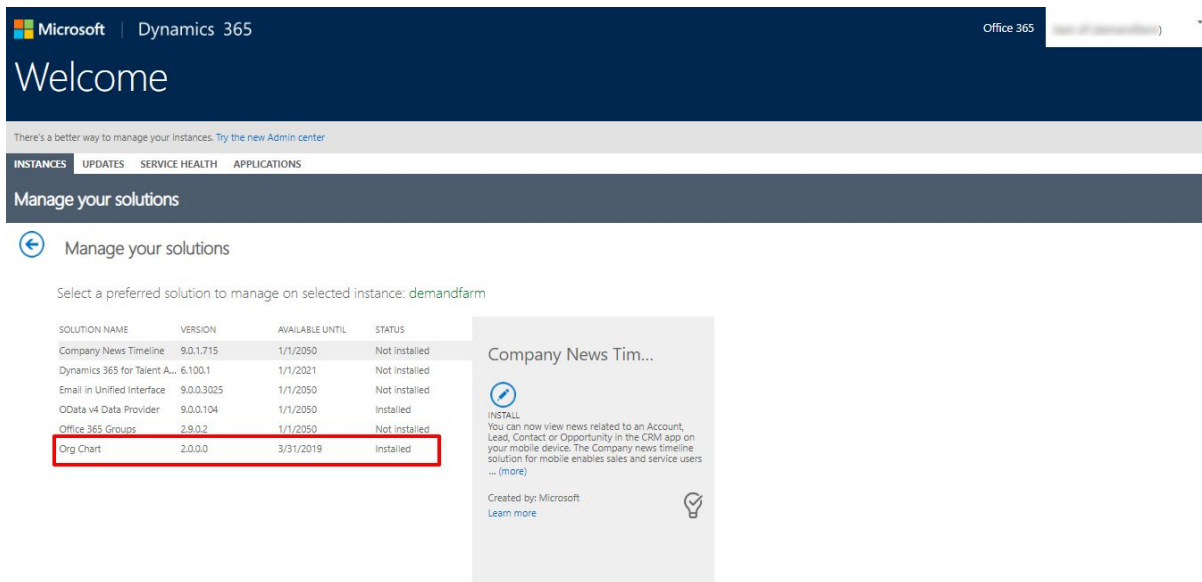 Microsoft | Dynamics 365
Office 365
Welcome
There's a better way to manage your instances. Try the new Admin center
INSTANCES UPDATES SERVICE HEALTH APPLICATIONS
Manage your solutions
Manage your solutions
Select a preferred solution to manage on selected instance: demandfarm
SOLUTION NAME VERSION AVAILABLE UNTIL STATUS
Company News Timeline 9.0.1.715 1/1/2050 Not installed
Dynamics 365 for Talent A... 6.100.1 1/1/2021 Not installed
Email in Unified Interface 9.0.0.3025 1/1/2050 Not installed
OData v4 Data Provider 9.0.0.104 1/1/2050 Installed
Office 365 Groups 2.9.0.2 1/1/2050 Not installed
Org Chart 2.0.0.0 3/31/2019 Installed
Company News Tim...
INSTALL
You can now view news related to an Account,
Lead, Contact or Opportunity in the CRM app on
your mobile device. The Company news timeline
solution for mobile enables sales and service users
... (more)
Created by: Microsoft
Learn more